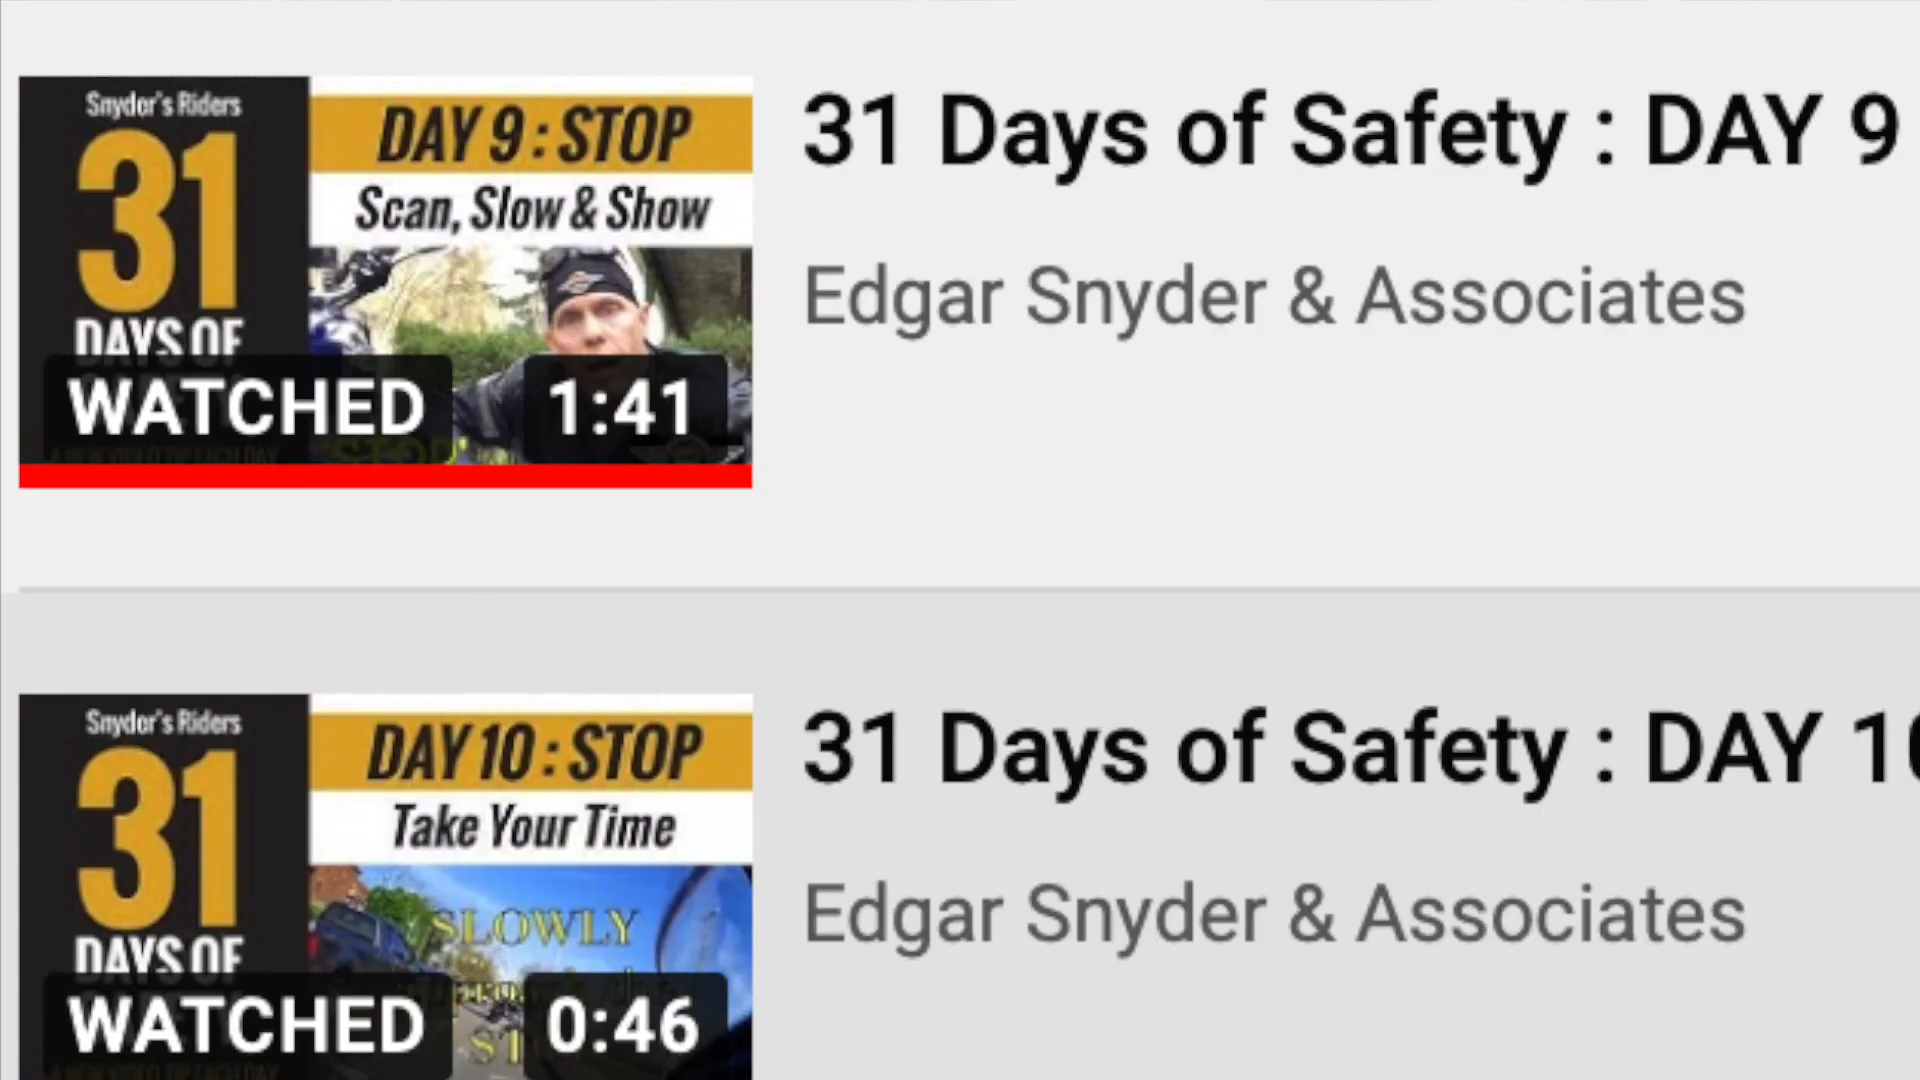 Snyder's Riders
31
DAYS OF
DAY 9 : STOP
Scan, Slow & Show
WATCHED
1:41
31 Days of Safety : DAY 9
Edgar Snyder & Associates
Snyder's Riders
31
DAYS OF
DAY 10 : STOP
Take Your Time
SLOWLY
WATCHED
0:46
31 Days of Safety : DAY 10
Edgar Snyder & Associates